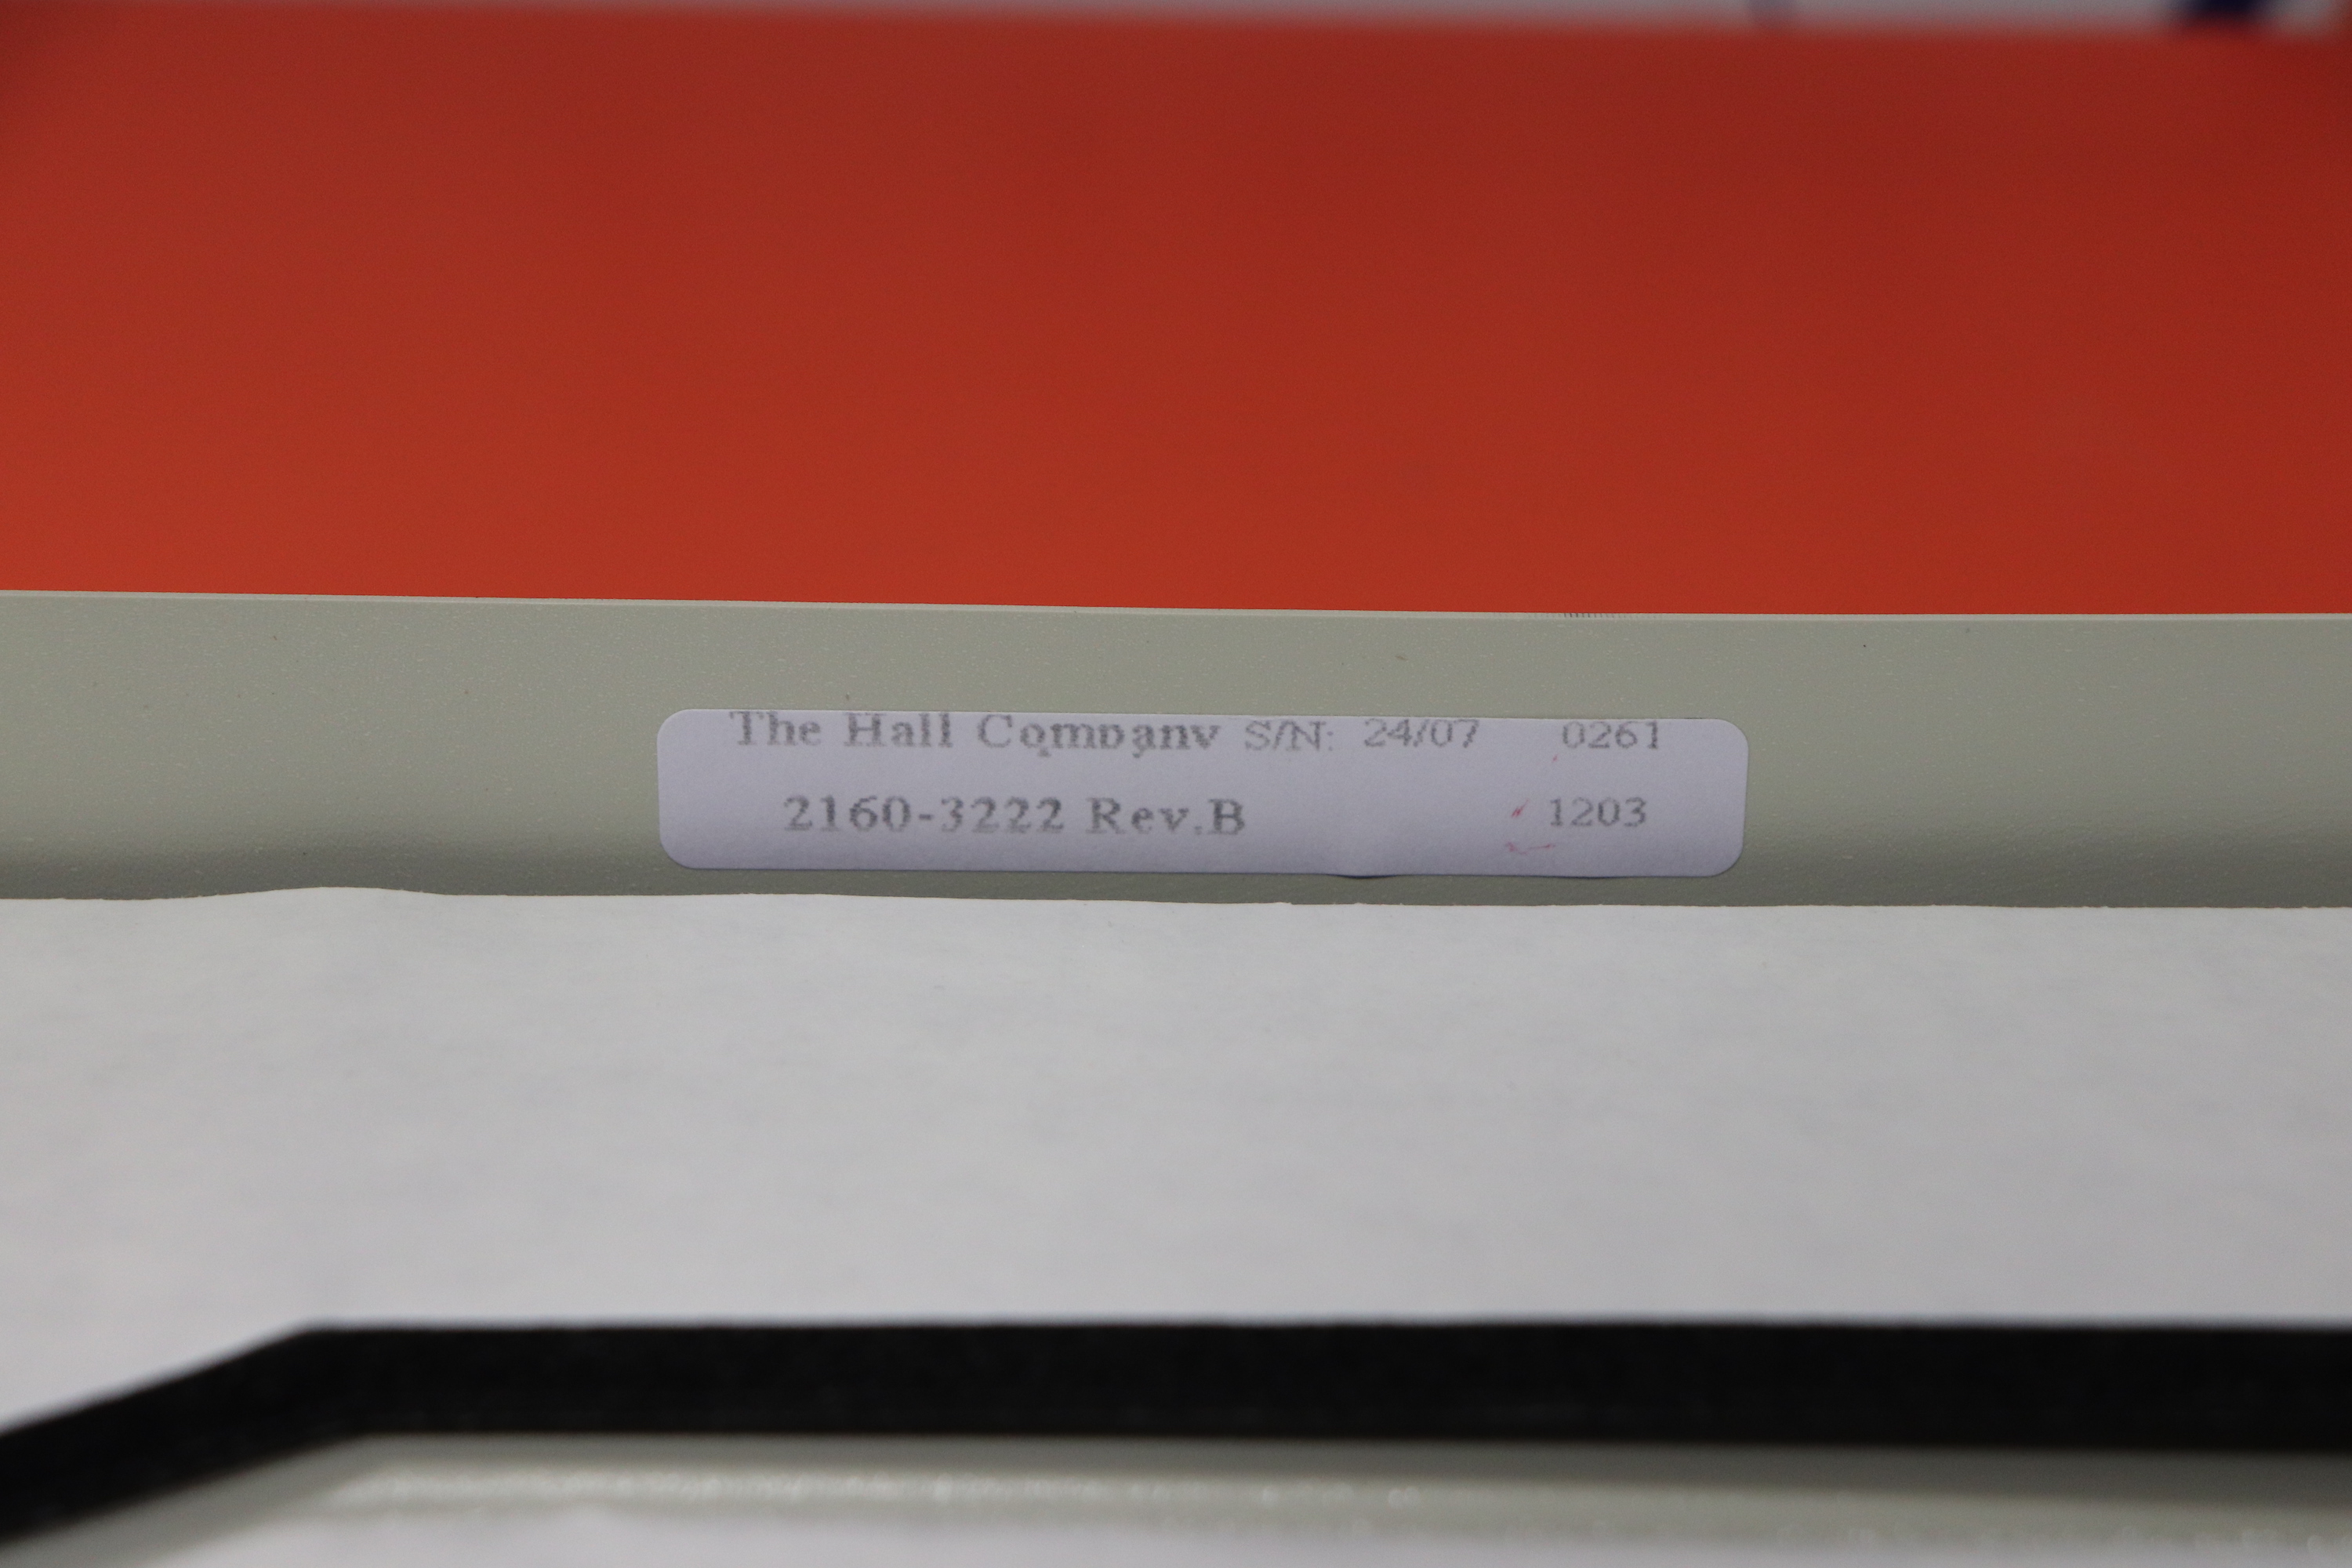 The Hall Company S/N: 24/07 0261
2160-3222 Rev.B 1203